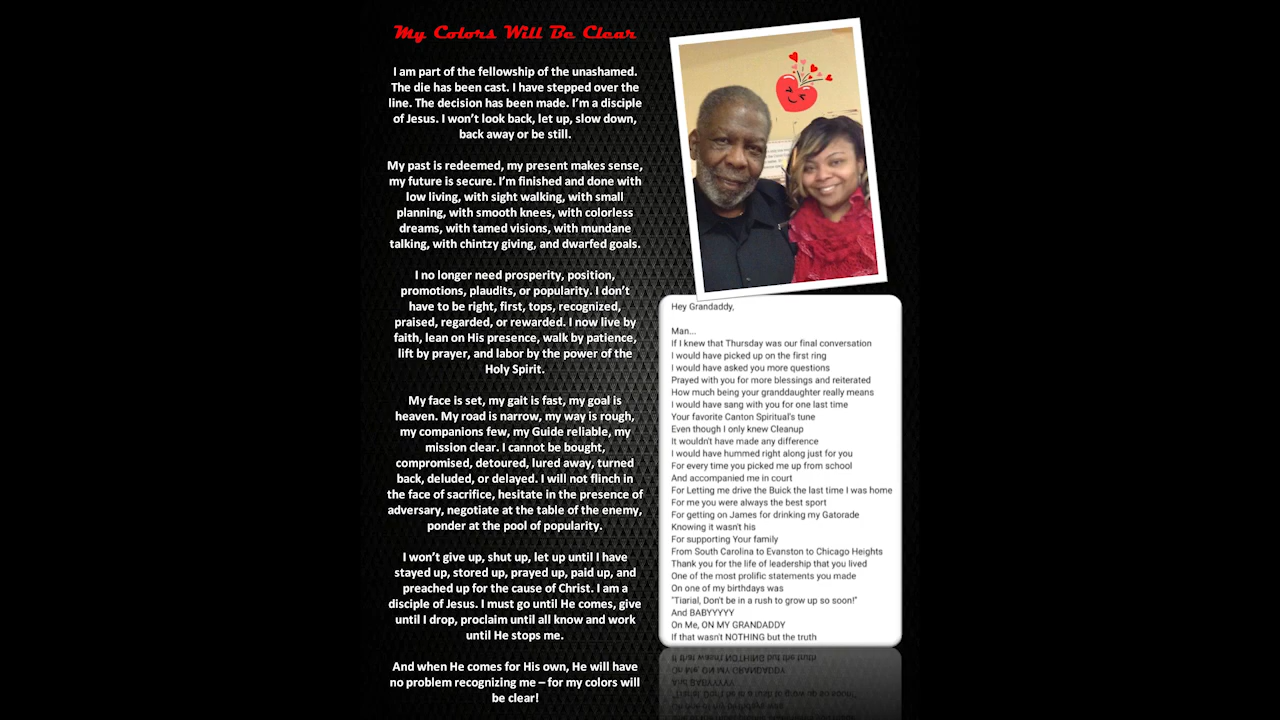 My Colors Will Be Clear
I am part of the fellowship of the unashamed.
The die has been cast. I have stepped over the
line. The decision has been made. I’m a disciple
of Jesus. I won’t look back, let up, slow down,
back away or be still.
My past is redeemed, my present makes sense,
my future is secure. I’m finished and done with
low living, with sight walking, with small
planning, with smooth knees, with colorless
dreams, with tamed visions, with mundane
talking, with chintzy giving, and dwarfed goals.
I no longer need prosperity, position,
promotions, plaudits, or popularity. I don’t
have to be right, first, tops, recognized,
praised, regarded, or rewarded. I now live by
faith, lean on His presence, walk by patience,
lift by prayer, and labor by the power of the
Holy Spirit.
My face is set, my gait is fast, my goal is
heaven. My road is narrow, my way is rough,
my companions few, my Guide reliable, my
mission clear. I cannot be bought,
compromised, detoured, lured away, turned
back, deluded, or delayed. I will not flinch in
the face of sacrifice, hesitate in the presence of
adversary, negotiate at the table of the enemy,
ponder at the pool of popularity.
I won’t give up, shut up, let up until I have
stayed up, stored up, prayed up, paid up, and
preached up for the cause of Christ. I am a
disciple of Jesus. I must go until He comes, give
until I drop, proclaim until all know and work
until He stops me.
And when He comes for His own, He will have
no problem recognizing me – for my colors will
be clear!
Hey Grandaddy,
Man...
If I knew that Thursday was our final conversation
I would have picked up on the first ring
I would have asked you more questions
Prayed with you for more blessings and reiterated
How much being your granddaughter really means
I would have sang with you for one last time
Your favorite Canton Spiritual's tune
Even though I only knew Cleanup
It wouldn't have made any difference
I would have hummed right along just for you
For every time you picked me up from school
And accompanied me in court
For Letting me drive the Buick the last time I was home
For me you were always the best sport
For getting on James for drinking my Gatorade
Knowing it wasn't his
For supporting Your family
From South Carolina to Evanston to Chicago Heights
Thank you for the life of leadership that you lived
One of the most prolific statements you made
On one of my birthdays was
"Tiarial, Don't be in a rush to grow up so soon!"
And BABYYYYY
On Me, ON MY GRANDADDY
If that wasn't NOTHING but the truth